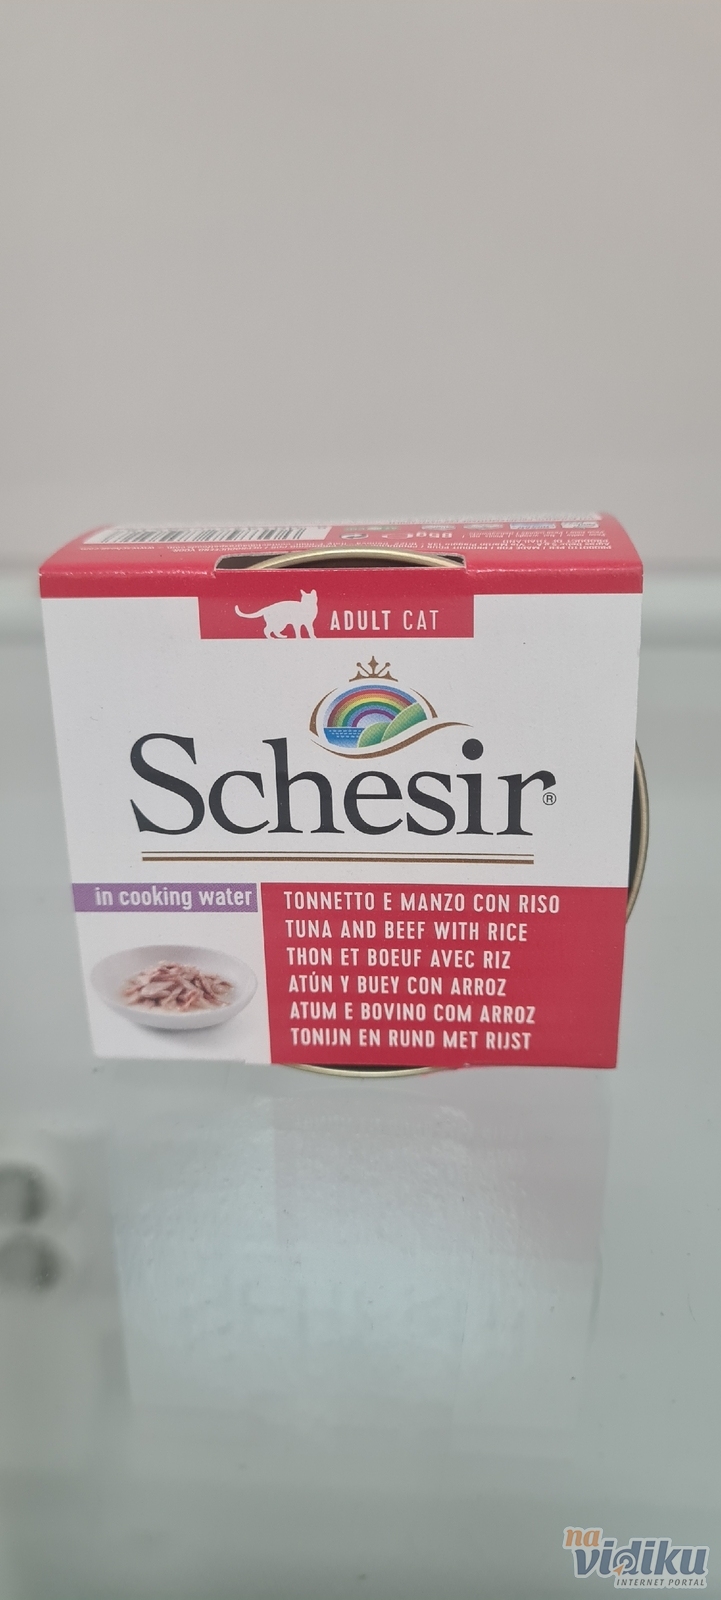 85g e
ADULT CAT
Schesir®
in cooking water
TONNETTO E MANZO CON RISO
TUNA AND BEEF WITH RICE
THON ET BOEUF AVEC RIZ
ATÚN Y BUEY CON ARROZ
ATUM E BOVINO COM ARROZ
TONIJN EN RUND MET RIJST
na
vidiku
INTERNET PORTAL